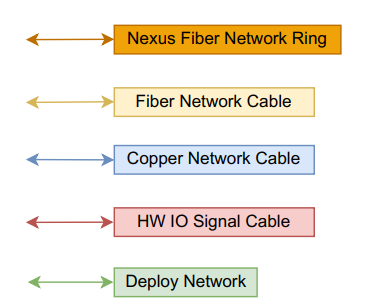 Nexus Fiber Network Ring
Fiber Network Cable
Copper Network Cable
HW IO Signal Cable
Deploy Network